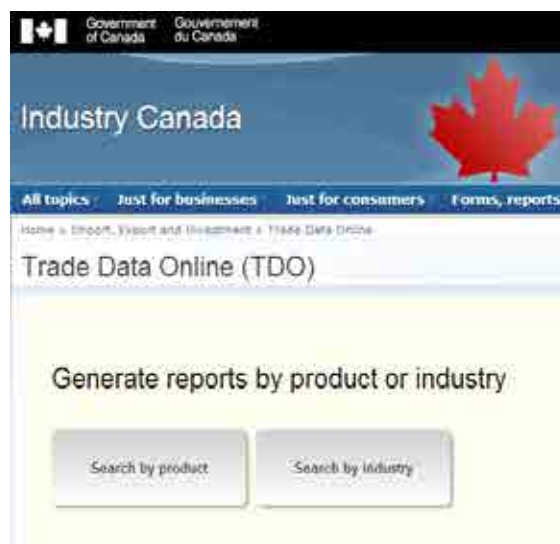 Government Gouvernement
of Canada du Canada
Industry Canada
All topics Just for businesses Just for consumers Forms, reports
Home > Import, Export and Investment > Trade Data Online
Trade Data Online (TDO)
Generate reports by product or industry
Search by product Search by industry